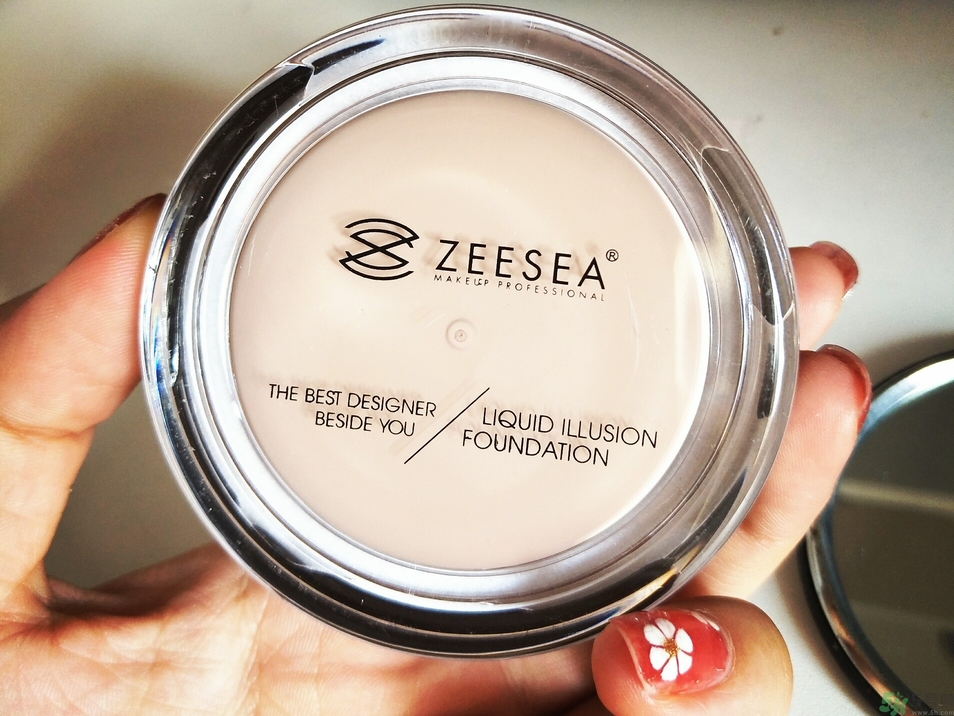 ZEESEA®
MAKEUP PROFESSIONAL
THE BEST DESIGNER
BESIDE YOU
LIQUID ILLUSION
FOUNDATION